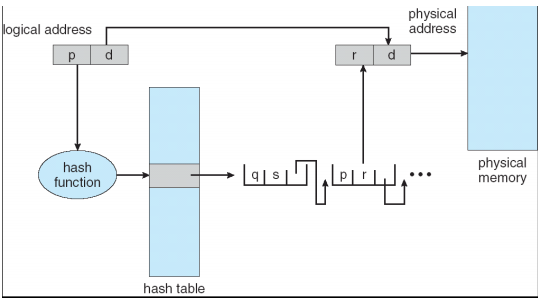 logical address
physical
address
p d
r d
hash
function
q s
p r
physical
memory
hash table